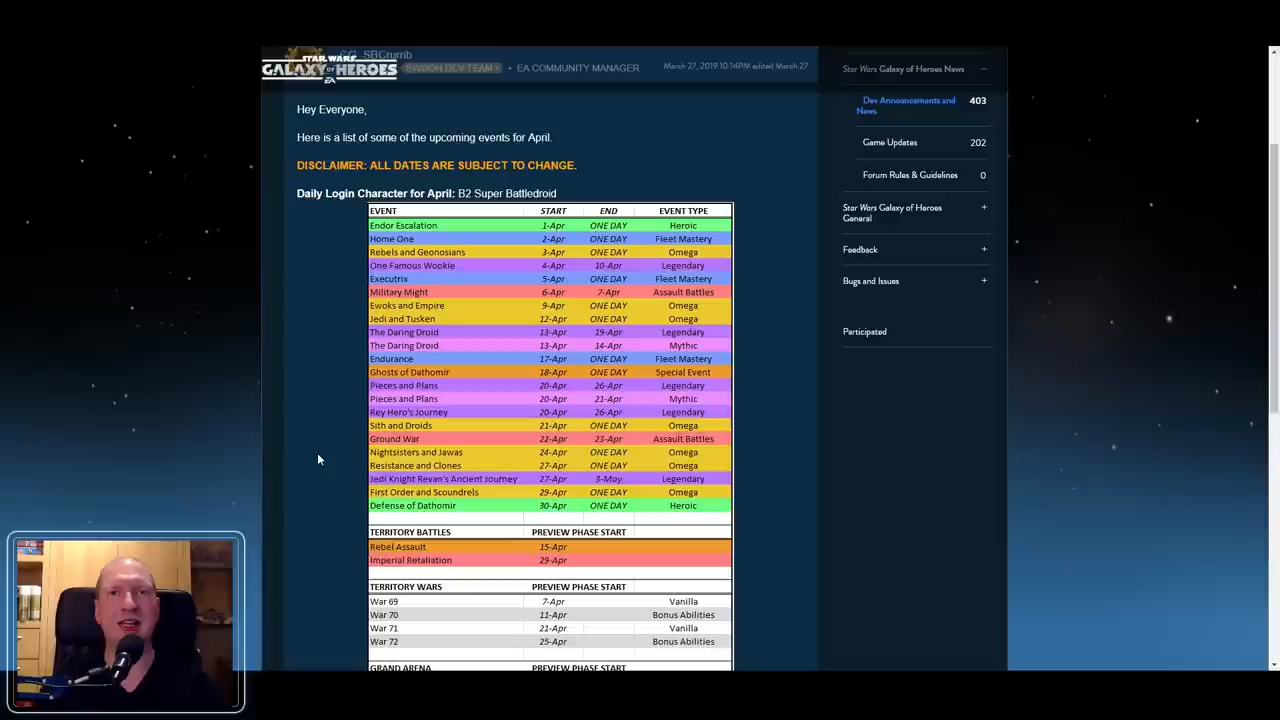 CG_SBCrumb
STAR WARS
GALAXY OF HEROES
EA
SWGOH DEV TEAM • EA COMMUNITY MANAGER
March 27, 2019 10:14PM edited March 27
Hey Everyone,
Here is a list of some of the upcoming events for April.
DISCLAIMER: ALL DATES ARE SUBJECT TO CHANGE.
Daily Login Character for April: B2 Super Battledroid
EVENT START END EVENT TYPE
Endor Escalation 1-Apr ONE DAY Heroic
Home One 2-Apr ONE DAY Fleet Mastery
Rebels and Geonosians 3-Apr ONE DAY Omega
One Famous Wookie 4-Apr 10-Apr Legendary
Executrix 5-Apr ONE DAY Fleet Mastery
Military Might 6-Apr 7-Apr Assault Battles
Ewoks and Empire 9-Apr ONE DAY Omega
Jedi and Tusken 12-Apr ONE DAY Omega
The Daring Droid 13-Apr 19-Apr Legendary
The Daring Droid 13-Apr 14-Apr Mythic
Endurance 17-Apr ONE DAY Fleet Mastery
Ghosts of Dathomir 18-Apr ONE DAY Special Event
Pieces and Plans 20-Apr 26-Apr Legendary
Pieces and Plans 20-Apr 21-Apr Mythic
Rey Hero's Journey 20-Apr 26-Apr Legendary
Sith and Droids 21-Apr ONE DAY Omega
Ground War 22-Apr 23-Apr Assault Battles
Nightsisters and Jawas 24-Apr ONE DAY Omega
Resistance and Clones 27-Apr ONE DAY Omega
Jedi Knight Revan's Ancient Journey 27-Apr 3-May Legendary
First Order and Scoundrels 29-Apr ONE DAY Omega
Defense of Dathomir 30-Apr ONE DAY Heroic
TERRITORY BATTLES PREVIEW PHASE START
Rebel Assault 15-Apr
Imperial Retaliation 29-Apr
TERRITORY WARS PREVIEW PHASE START
War 69 7-Apr Vanilla
War 70 11-Apr Bonus Abilities
War 71 21-Apr Vanilla
War 72 25-Apr Bonus Abilities
GRAND ARENA PREVIEW PHASE START
Star Wars Galaxy of Heroes News –
Dev Announcements and 403
News
Game Updates 202
Forum Rules & Guidelines 0
Star Wars Galaxy of Heroes +
General
Feedback +
Bugs and Issues +
Participated